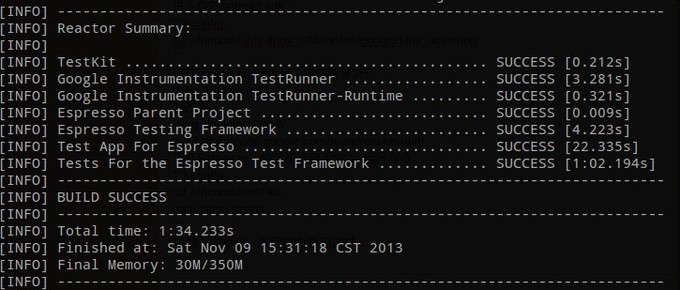 [INFO] ------------------------------------------------------------------------
[INFO] Reactor Summary:
[INFO]
[INFO] TestKit ........................................... SUCCESS [0.212s]
[INFO] Google Instrumentation TestRunner ................. SUCCESS [3.281s]
[INFO] Google Instrumentation TestRunner-Runtime ......... SUCCESS [0.321s]
[INFO] Espresso Parent Project ........................... SUCCESS [0.009s]
[INFO] Espresso Testing Framework ........................ SUCCESS [4.223s]
[INFO] Test App For Espresso ............................. SUCCESS [22.335s]
[INFO] Tests For the Espresso Test Framework ............. SUCCESS [1:02.194s]
[INFO] ------------------------------------------------------------------------
[INFO] BUILD SUCCESS
[INFO] ------------------------------------------------------------------------
[INFO] Total time: 1:34.233s
[INFO] Finished at: Sat Nov 09 15:31:18 CST 2013
[INFO] Final Memory: 30M/350M
[INFO] ------------------------------------------------------------------------